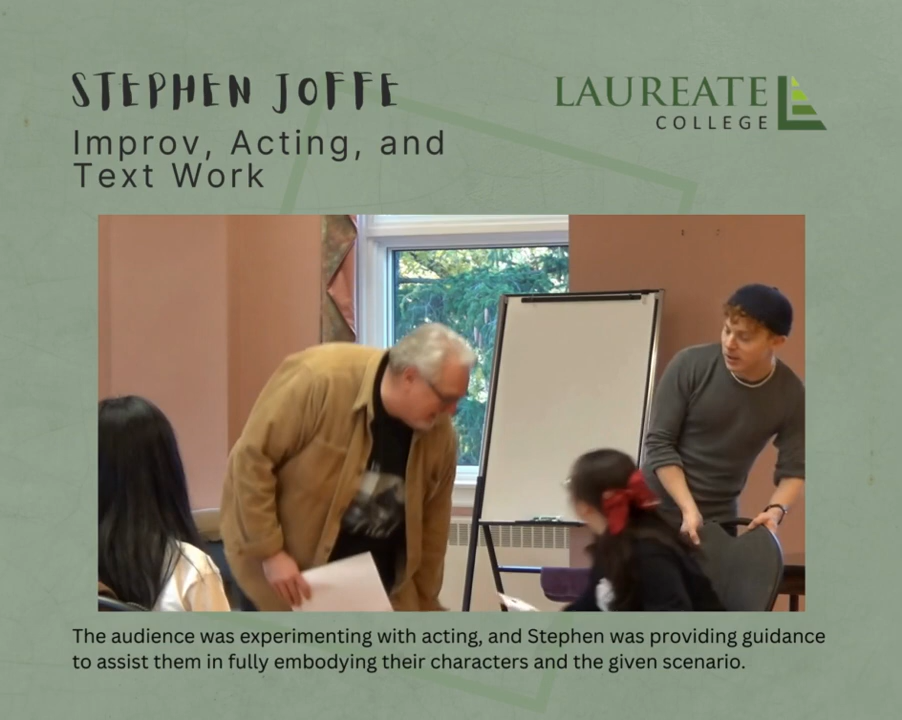 STEPHEN JOFFE
Improv, Acting, and
Text Work
LAUREATE
COLLEGE
The audience was experimenting with acting, and Stephen was providing guidance
to assist them in fully embodying their characters and the given scenario.